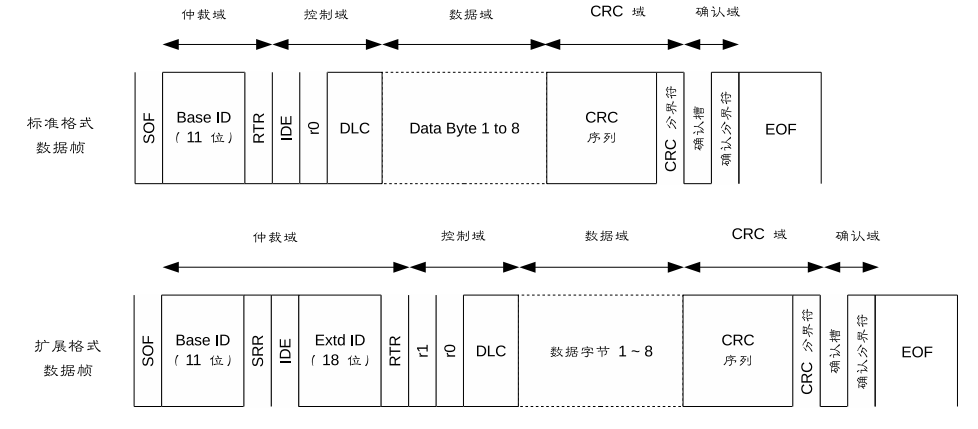 仲裁域 控制域 数据域 CRC 域 确认域
标准格式
数据帧
SOF
Base ID
（11 位）
RTR
IDE
r0
DLC
Data Byte 1 to 8
CRC
序列
CRC 分界符
确认槽
确认分界符
EOF
仲裁域 控制域 数据域 CRC 域 确认域
扩展格式
数据帧
SOF
Base ID
（11 位）
SRR
IDE
Extd ID
（18 位）
RTR
r1
r0
DLC
数据字节 1 ~ 8
CRC
序列
CRC 分界符
确认槽
确认分界符
EOF